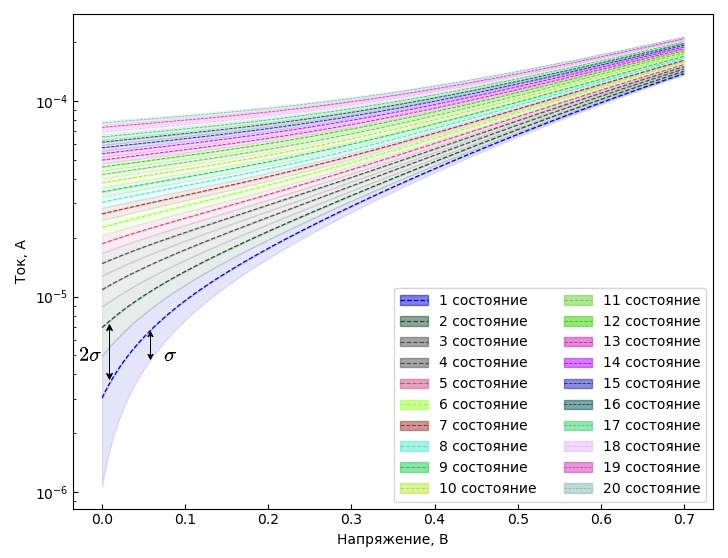 Ток, А
10⁻⁴
10⁻⁵
10⁻⁶
2σ
σ
1 состояние
2 состояние
3 состояние
4 состояние
5 состояние
6 состояние
7 состояние
8 состояние
9 состояние
10 состояние
11 состояние
12 состояние
13 состояние
14 состояние
15 состояние
16 состояние
17 состояние
18 состояние
19 состояние
20 состояние
0.0 0.1 0.2 0.3 0.4 0.5 0.6 0.7
Напряжение, В